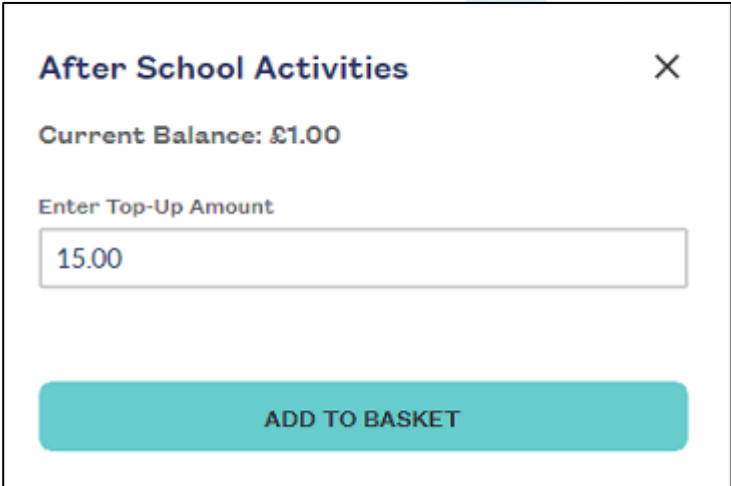 After School Activities
Current Balance: £1.00
Enter Top-Up Amount
15.00
ADD TO BASKET